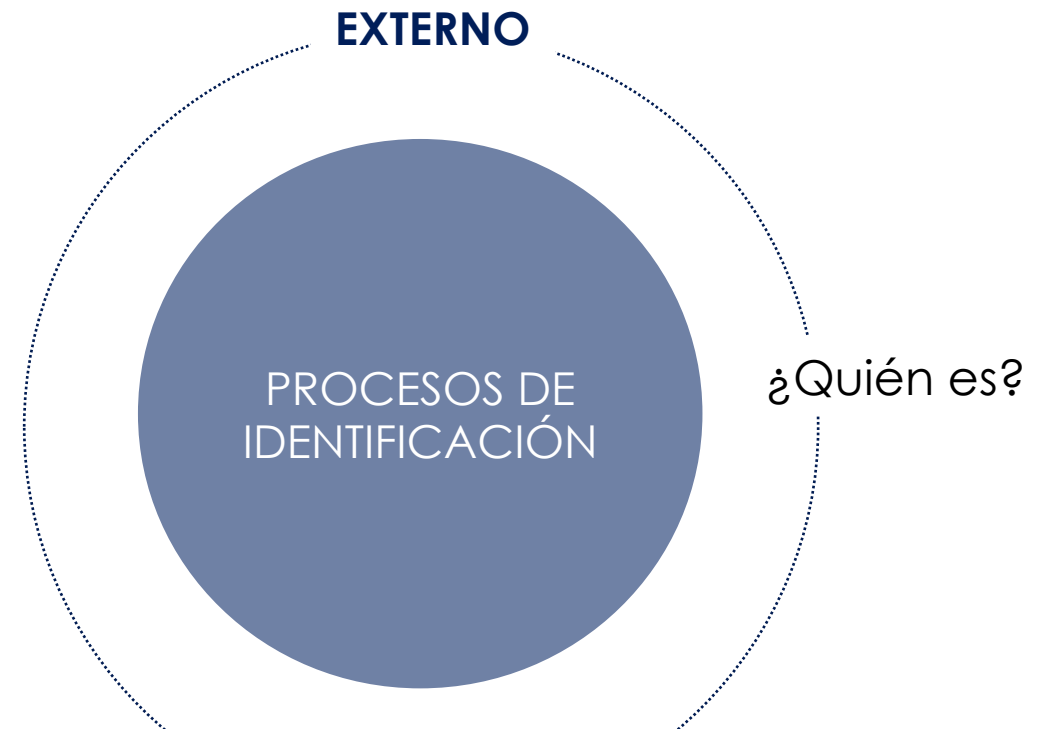 EXTERNO
¿Quién es?
PROCESOS DE
IDENTIFICACIÓN